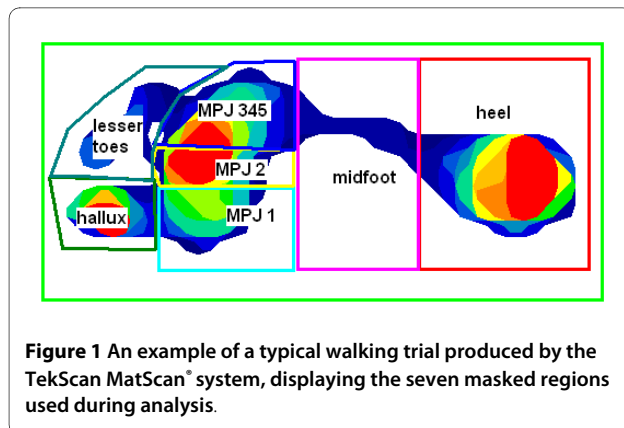 lesser
toes
MPJ 345
heel
MPJ 2
midfoot
hallux
MPJ 1
Figure 1 An example of a typical walking trial produced by the
TekScan MatScan® system, displaying the seven masked regions
used during analysis.